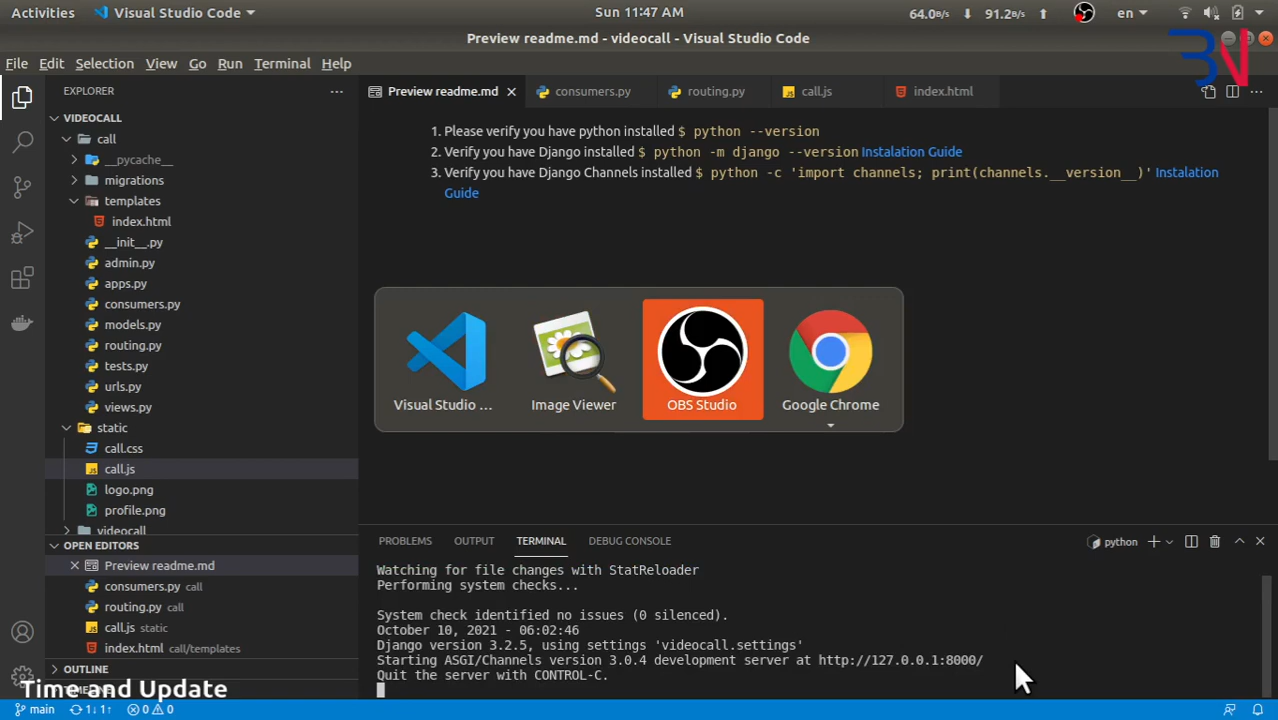 Activities
Visual Studio Code
Sun 11:47 AM
64.0B/s 91.2B/s
en
Preview readme.md - videocall - Visual Studio Code
File Edit Selection View Go Run Terminal Help
EXPLORER
Preview readme.md
consumers.py
routing.py
call.js
index.html
VIDEOCALL
call
__pycache__
migrations
templates
index.html
__init__.py
admin.py
apps.py
consumers.py
models.py
routing.py
tests.py
urls.py
views.py
static
call.css
call.js
logo.png
profile.png
videocall
OPEN EDITORS
Preview readme.md
consumers.py call
routing.py call
call.js static
index.html call/templates
OUTLINE
1. Please verify you have python installed $ python --version
2. Verify you have Django installed $ python -m django --version Instalation Guide
3. Verify you have Django Channels installed $ python -c 'import channels; print(channels.__version__)' Instalation
Guide
Visual Studio ...
Image Viewer
OBS Studio
Google Chrome
PROBLEMS OUTPUT TERMINAL DEBUG CONSOLE
python
Watching for file changes with StatReloader
Performing system checks...
System check identified no issues (0 silenced).
October 10, 2021 - 06:02:46
Django version 3.2.5, using settings 'videocall.settings'
Starting ASGI/Channels version 3.0.4 development server at http://127.0.0.1:8000/
Quit the server with CONTROL-C.
Time and Update
main
1↓ 1↑
0
0